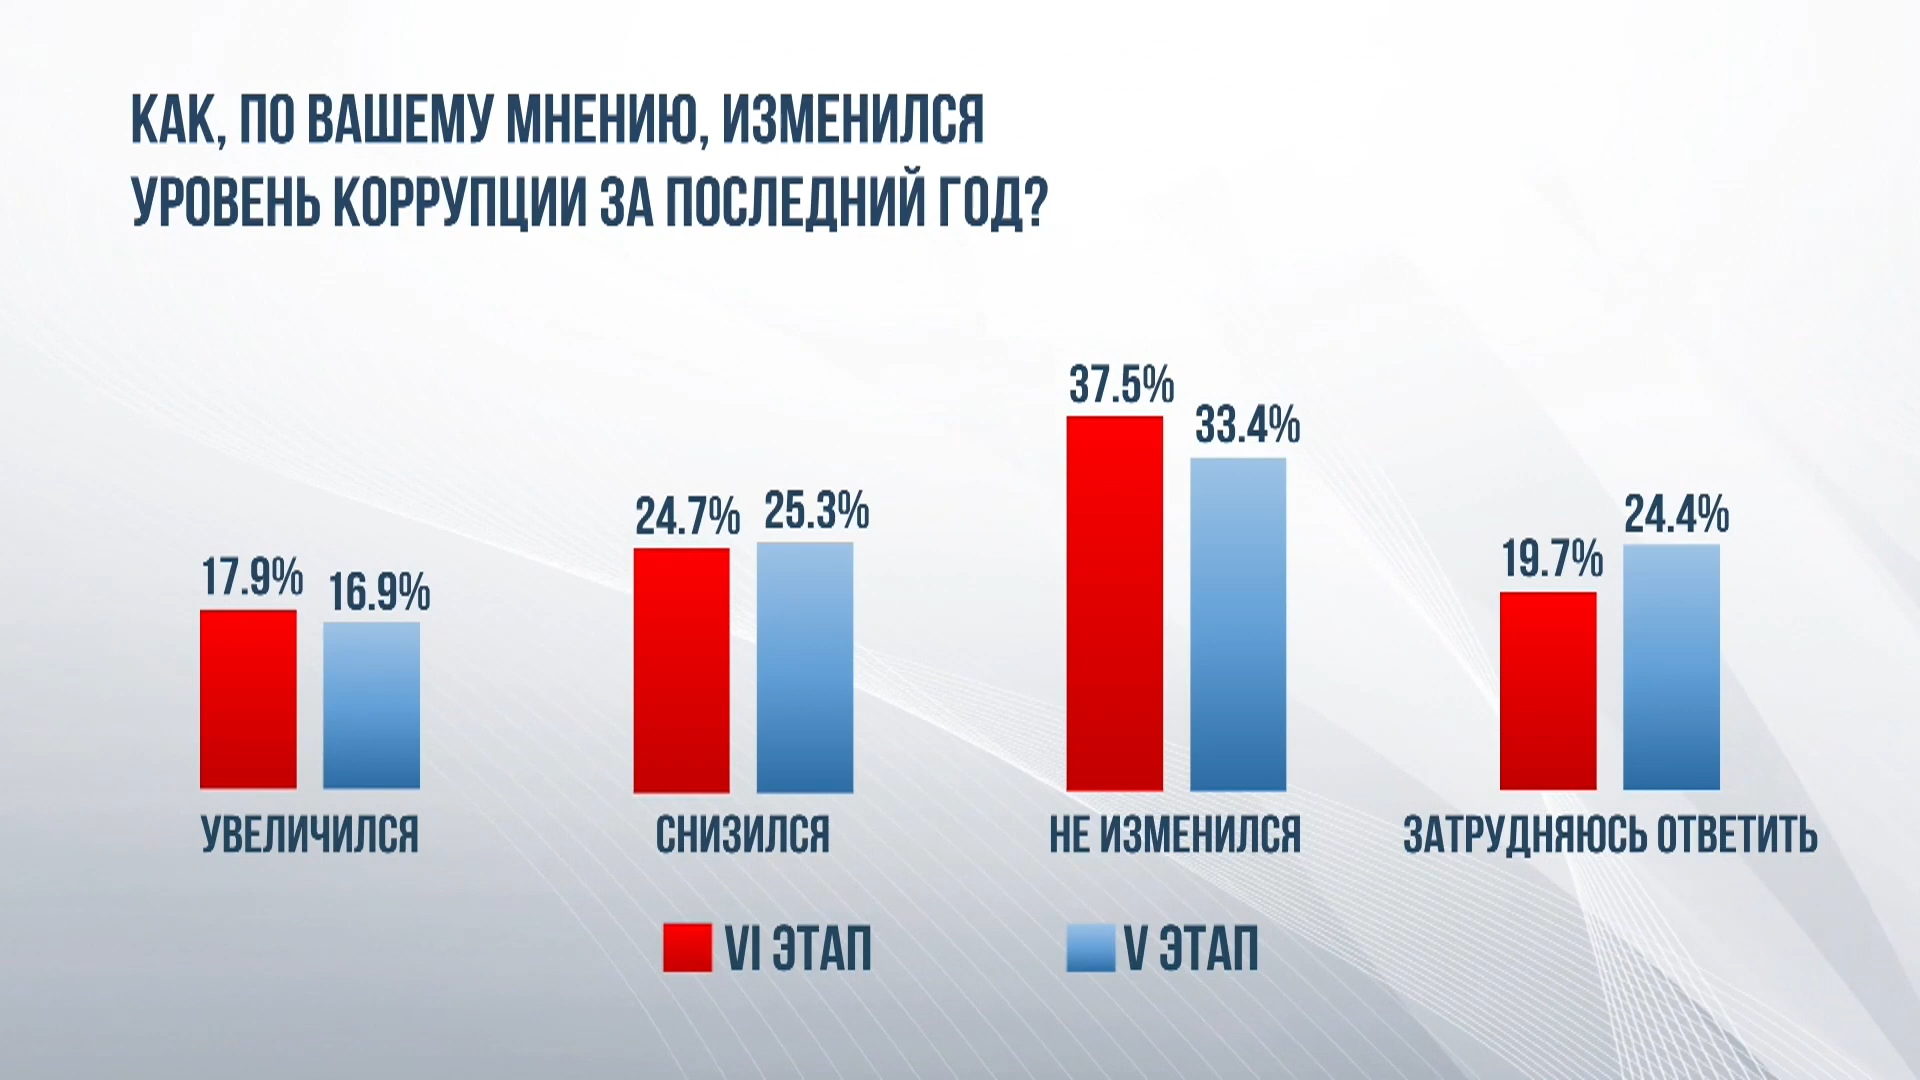 КАК, ПО ВАШЕМУ МНЕНИЮ, ИЗМЕНИЛСЯ
УРОВЕНЬ КОРРУПЦИИ ЗА ПОСЛЕДНИЙ ГОД?
17.9%
16.9%
24.7%
25.3%
37.5%
33.4%
19.7%
24.4%
УВЕЛИЧИЛСЯ
СНИЗИЛСЯ
НЕ ИЗМЕНИЛСЯ
ЗАТРУДНЯЮСЬ ОТВЕТИТЬ
VI ЭТАП
V ЭТАП